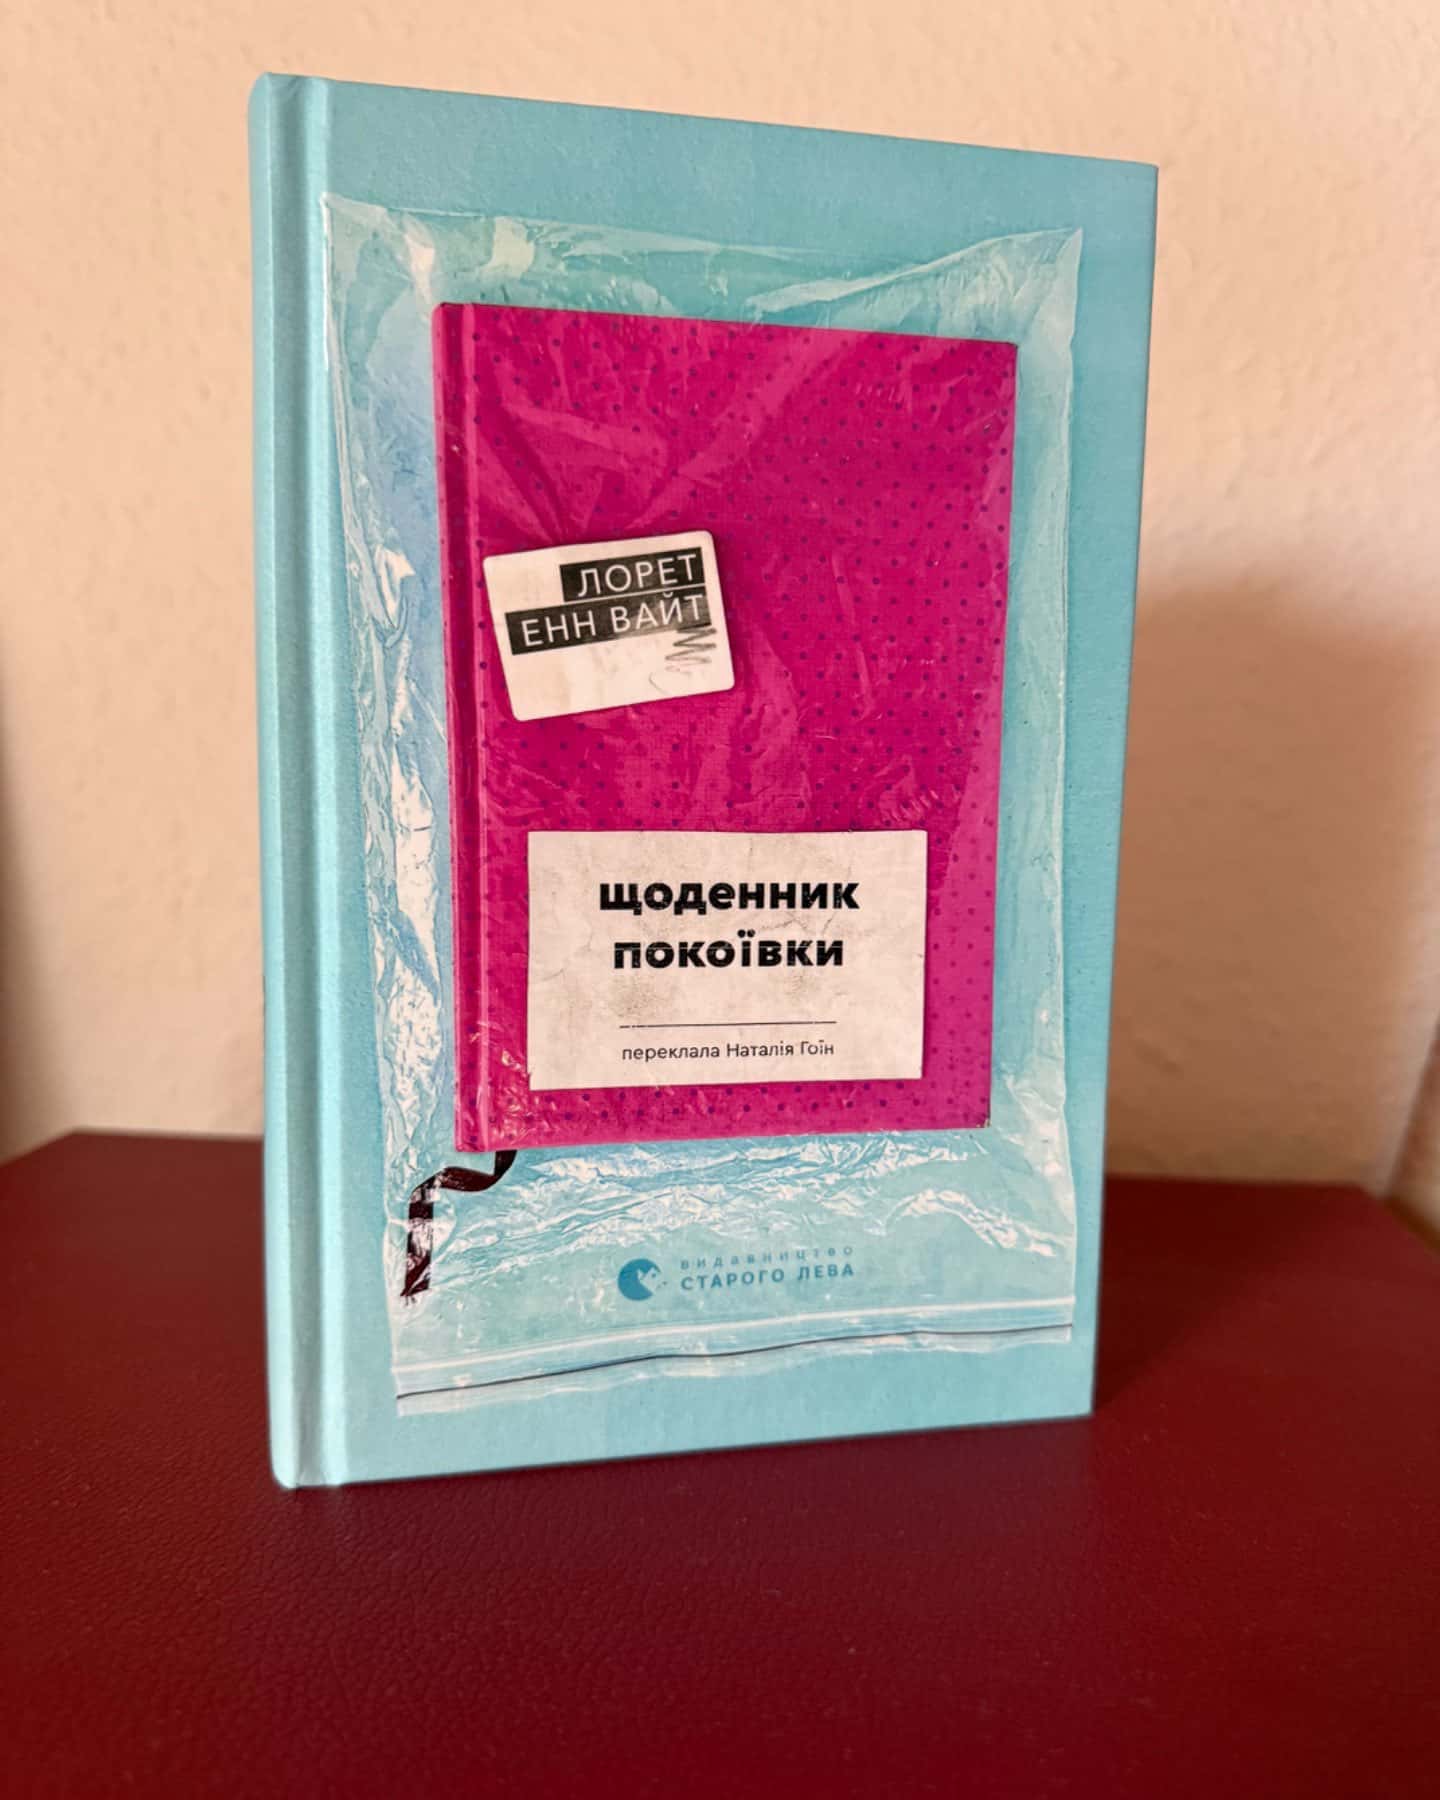 ЛОРЕТ
ЕНН ВАЙТ
щоденник
покоївки
переклала Наталія Гоїн
видавництво
СТАРОГО ЛЕВА